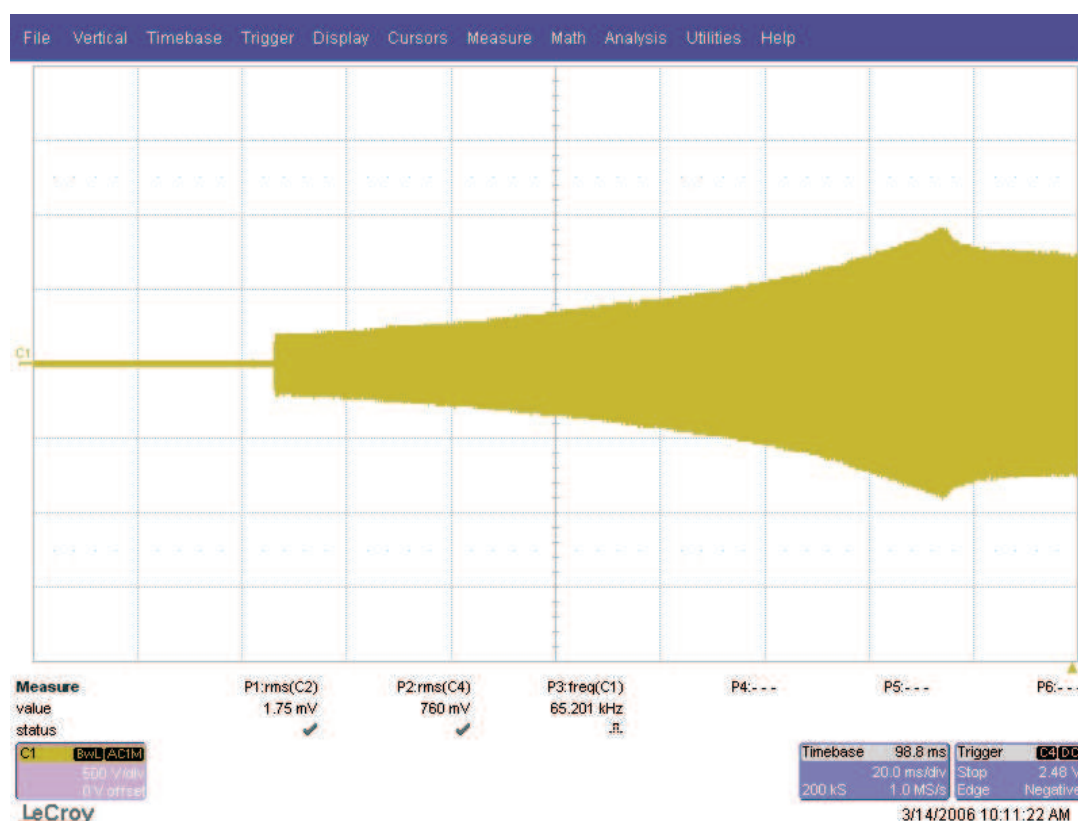 File Vertical Timebase Trigger Display Cursors Measure Math Analysis Utilities Help
C1
Measure P1:rms(C2) P2:rms(C4) P3:freq(C1) P4:- - - P5:- - - P6:- - -
value 1.75 mV 760 mV 65.201 kHz
status
C1 BwL AC1M
500 V/div
0 V offset
Timebase 98.8 ms
20.0 ms/div
200 kS 1.0 MS/s
Trigger C4 DC
Stop 2.48 V
Edge Negative
LeCroy
3/14/2006 10:11:22 AM